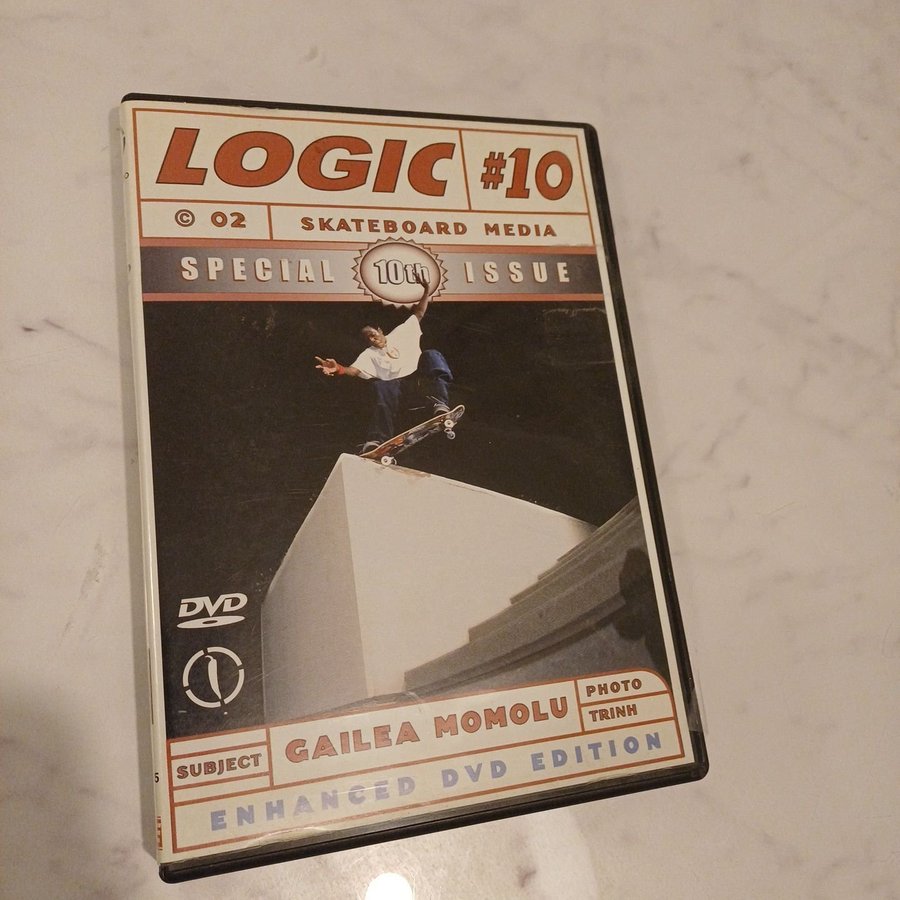 LOGIC #10
© 02 SKATEBOARD MEDIA
SPECIAL 10th ISSUE
DVD
SUBJECT GAILEA MOMOLU PHOTO
TRINH
ENHANCED DVD EDITION